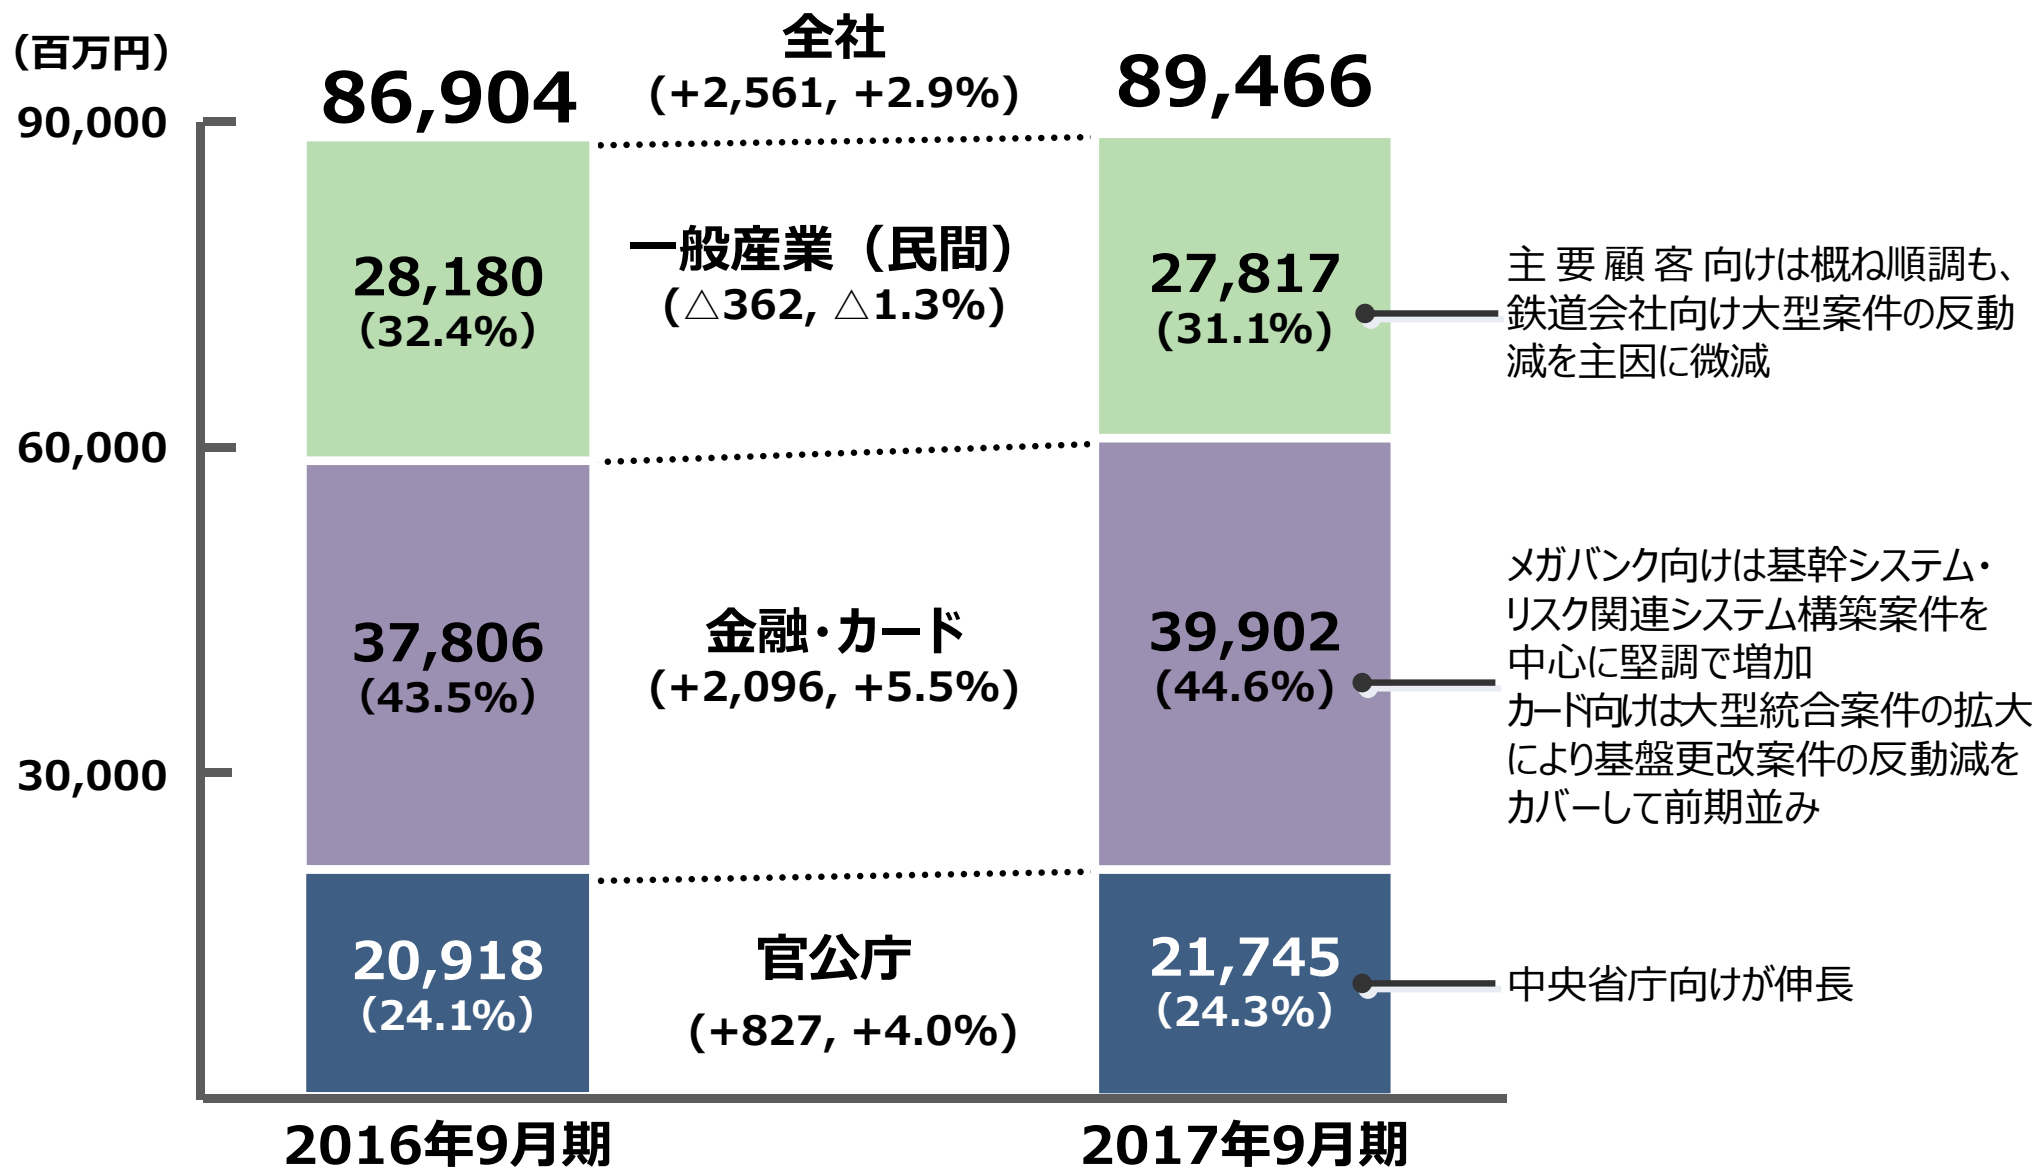 （百万円）
90,000
60,000
30,000
86,904
全社
(+2,561, +2.9%)
89,466
28,180
（32.4%）
一般産業（民間）
(△362, △1.3%)
27,817
(31.1%)
主要顧客向けは概ね順調も、
鉄道会社向け大型案件の反動
減を主因に微減
37,806
（43.5%）
金融・カード
(+2,096, +5.5%)
39,902
(44.6%)
メガバンク向けは基幹システム・
リスク関連システム構築案件を
中心に堅調で増加
カード向けは大型統合案件の拡大
により基盤更改案件の反動減を
カバーして前期並み
20,918
（24.1%）
官公庁
(+827, +4.0%)
21,745
（24.3%）
中央省庁向けが伸長
2016年9月期
2017年9月期